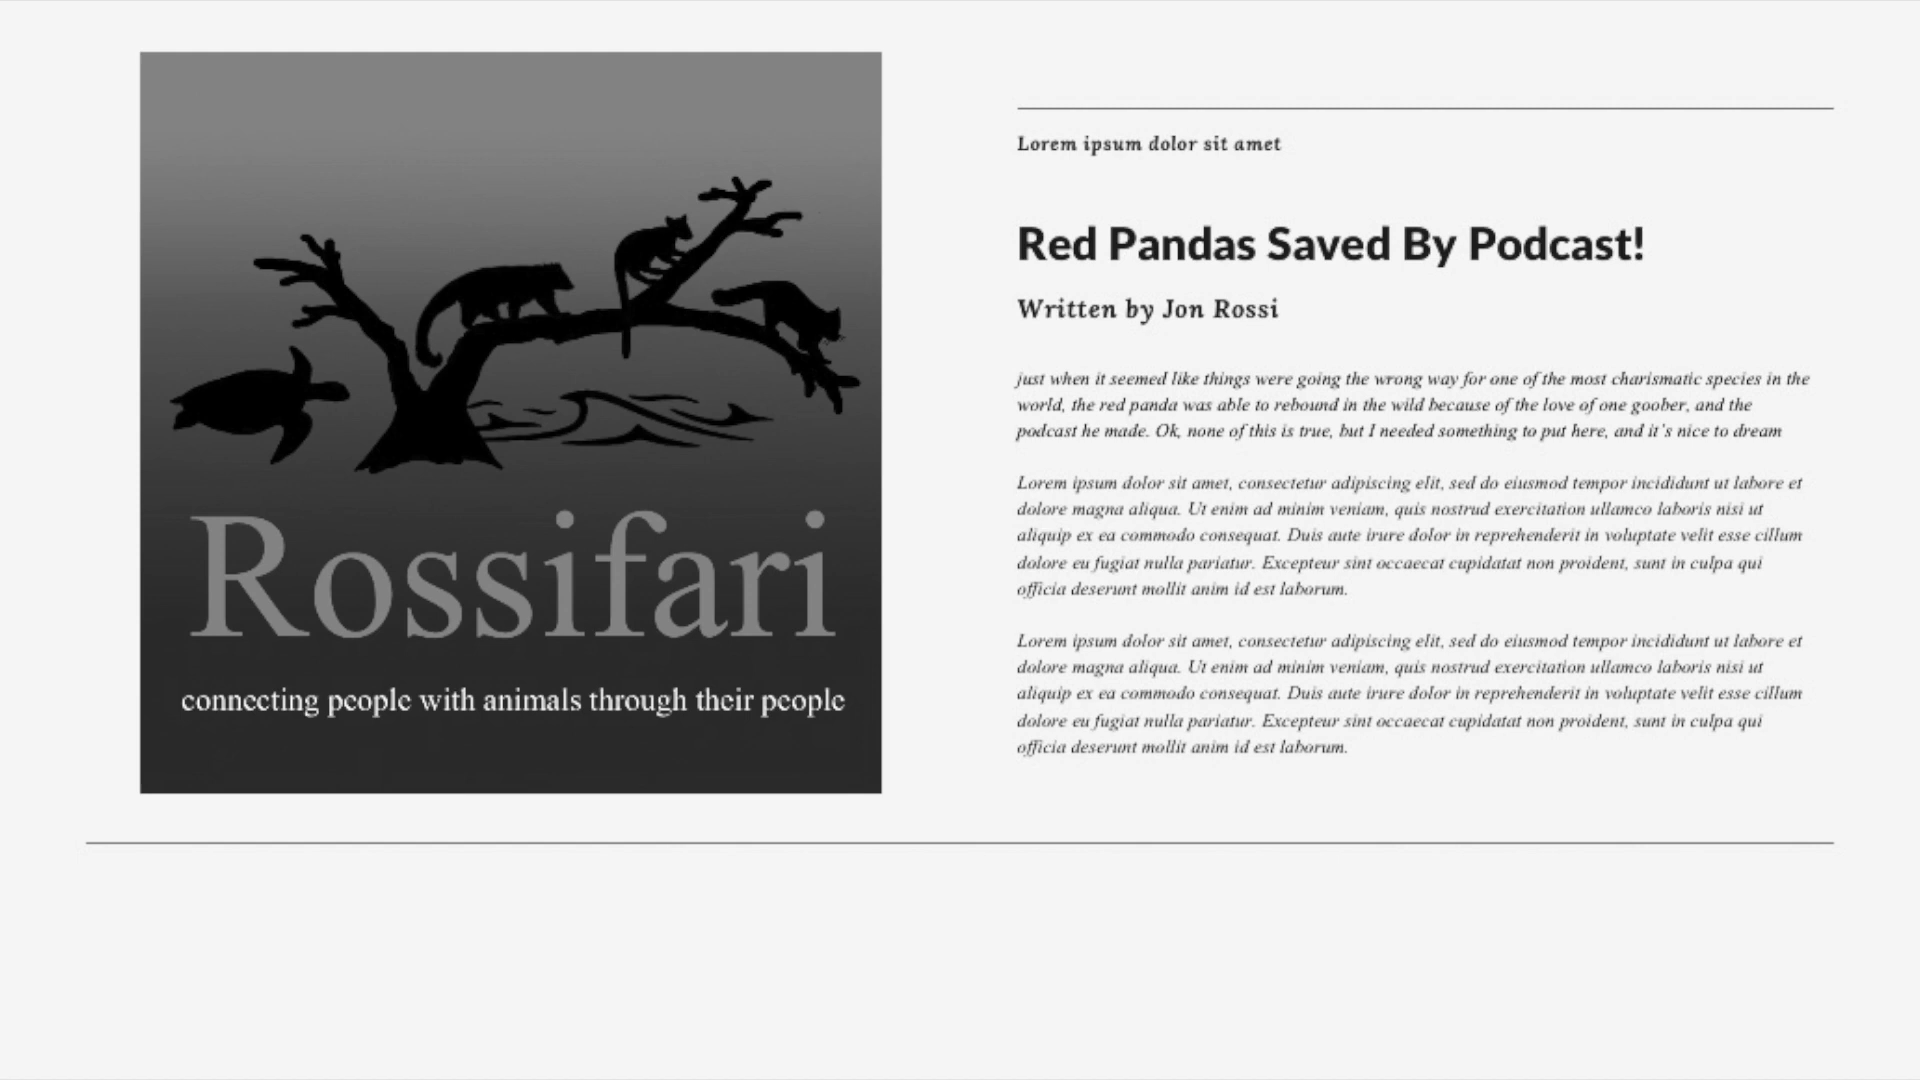 Rossifari
connecting people with animals through their people
Lorem ipsum dolor sit amet
Red Pandas Saved By Podcast!
Written by Jon Rossi
just when it seemed like things were going the wrong way for one of the most charismatic species in the
world, the red panda was able to rebound in the wild because of the love of one goober, and the
podcast he made. Ok, none of this is true, but I needed something to put here, and it's nice to dream
Lorem ipsum dolor sit amet, consectetur adipiscing elit, sed do eiusmod tempor incididunt ut labore et
dolore magna aliqua. Ut enim ad minim veniam, quis nostrud exercitation ullamco laboris nisi ut
aliquip ex ea commodo consequat. Duis aute irure dolor in reprehenderit in voluptate velit esse cillum
dolore eu fugiat nulla pariatur. Excepteur sint occaecat cupidatat non proident, sunt in culpa qui
officia deserunt mollit anim id est laborum.
Lorem ipsum dolor sit amet, consectetur adipiscing elit, sed do eiusmod tempor incididunt ut labore et
dolore magna aliqua. Ut enim ad minim veniam, quis nostrud exercitation ullamco laboris nisi ut
aliquip ex ea commodo consequat. Duis aute irure dolor in reprehenderit in voluptate velit esse cillum
dolore eu fugiat nulla pariatur. Excepteur sint occaecat cupidatat non proident, sunt in culpa qui
officia deserunt mollit anim id est laborum.